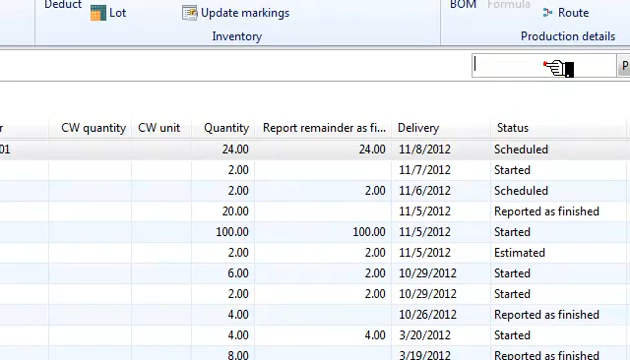 Deduct
BOM
Formula
Lot
Update markings
Route
Inventory
Production details
P
r
CW quantity
CW unit
Quantity
Report remainder as fi...
Delivery
Status
01
24.00
24.00
11/8/2012
Scheduled
2.00
11/7/2012
Started
2.00
2.00
11/6/2012
Scheduled
20.00
11/5/2012
Reported as finished
100.00
100.00
11/5/2012
Started
2.00
2.00
11/5/2012
Estimated
6.00
2.00
10/29/2012
Started
2.00
2.00
10/29/2012
Started
4.00
10/26/2012
Reported as finished
4.00
4.00
3/20/2012
Started
8.00
3/19/2012
Reported as finished